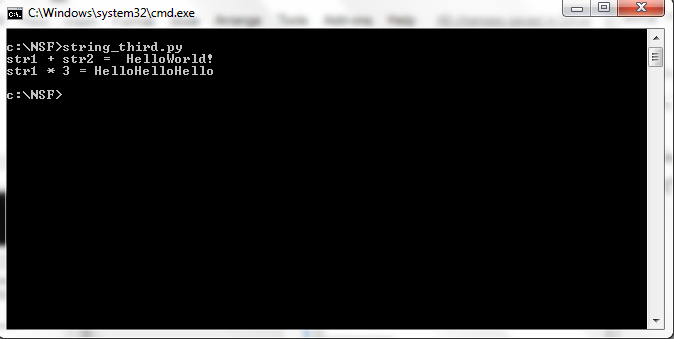 C:\Windows\system32\cmd.exe
c:\NSF>string_third.py
str1 + str2 =  HelloWorld!
str1 * 3 = HelloHelloHello
c:\NSF>